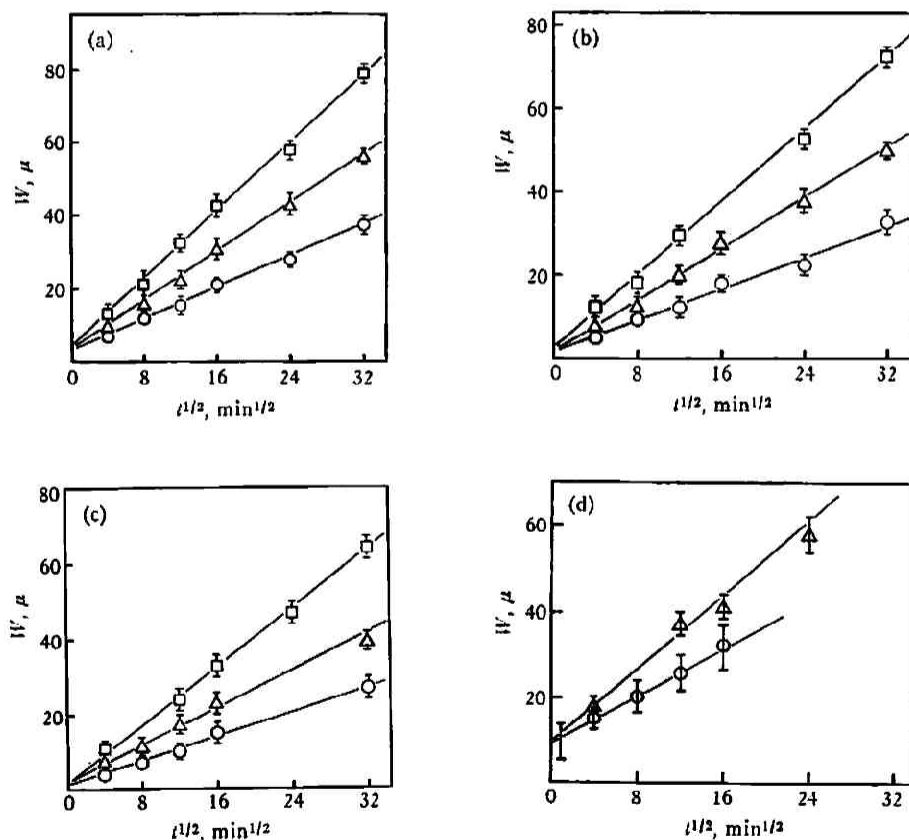 (a)
80
60
40
20
W, μ
0 8 16 24 32
t1/2, min1/2
(b)
80
60
40
20
W, μ
0 8 16 24 32
t1/2, min1/2
(c)
80
60
40
20
W, μ
0 8 16 24 32
t1/2, min1/2
(d)
60
40
20
W, μ
0 8 16 24 32
t1/2, min1/2